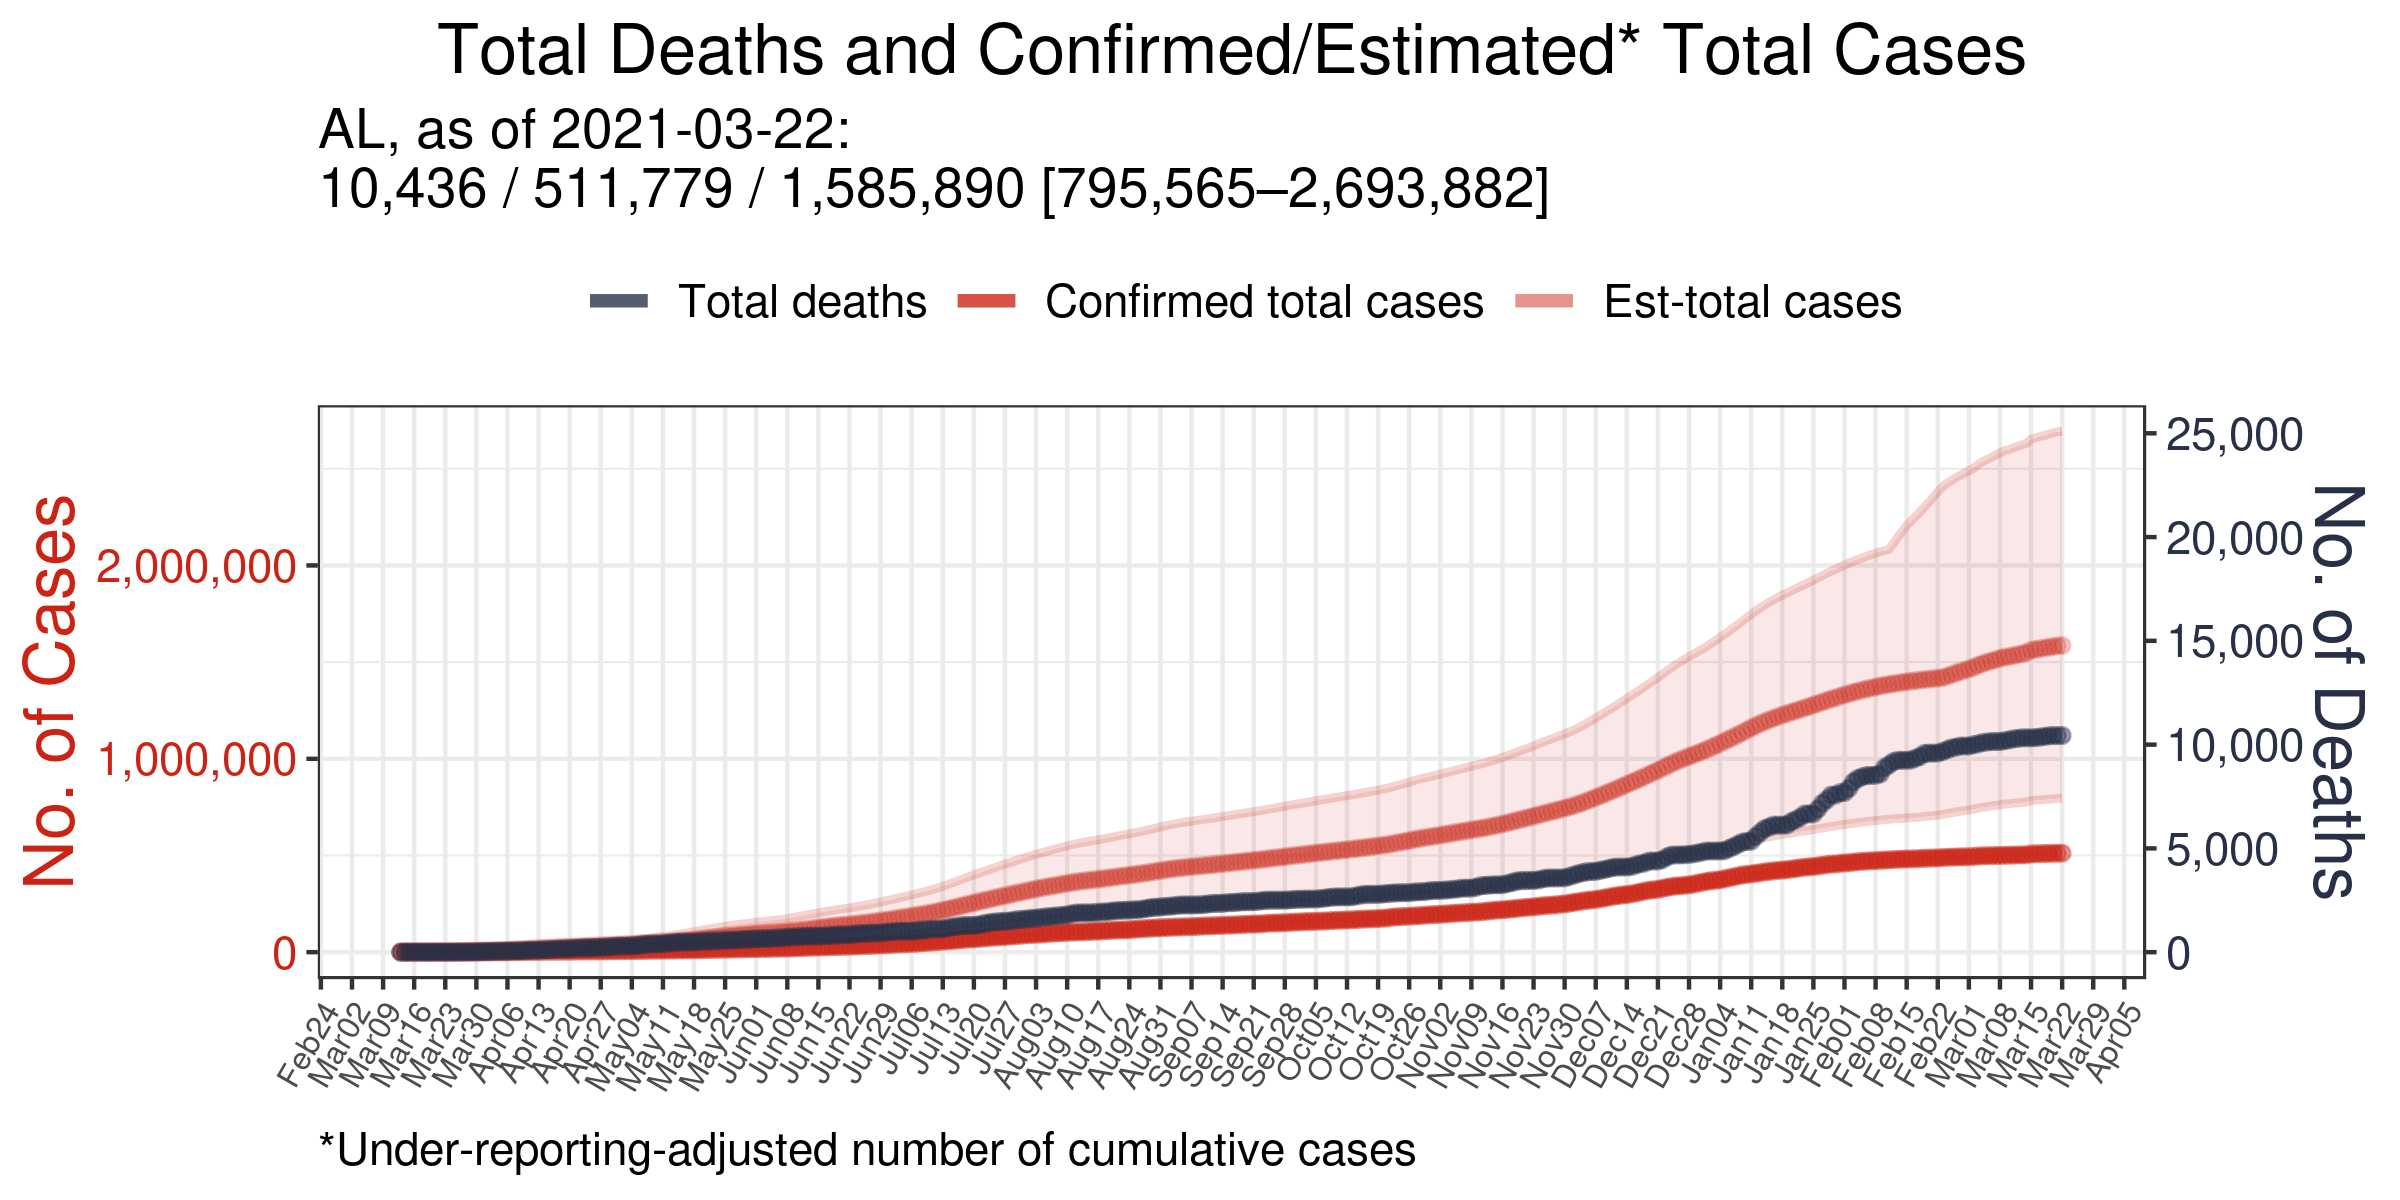 Total Deaths and Confirmed/Estimated* Total Cases
AL, as of 2021-03-22:
10,436 / 511,779 / 1,585,890 [795,565–2,693,882]
Total deaths Confirmed total cases Est-total cases
No. of Cases
2,000,000
1,000,000
0
25,000
20,000
15,000
10,000
5,000
0
No. of Deaths
Feb24 Mar02 Mar09 Mar16 Mar23 Mar30 Apr06 Apr13 Apr20 Apr27 May04 May11 May18 May25 Jun01 Jun08 Jun15 Jun22 Jun29 Jul06 Jul13 Jul20 Jul27 Aug03 Aug10 Aug17 Aug24 Aug31 Sep07 Sep14 Sep21 Sep28 Oct05 Oct12 Oct19 Oct26 Nov02 Nov09 Nov16 Nov23 Nov30 Dec07 Dec14 Dec21 Dec28 Jan04 Jan11 Jan18 Jan25 Feb01 Feb08 Feb15 Feb22 Mar01 Mar08 Mar15 Mar22 Mar29 Apr05
*Under-reporting-adjusted number of cumulative cases